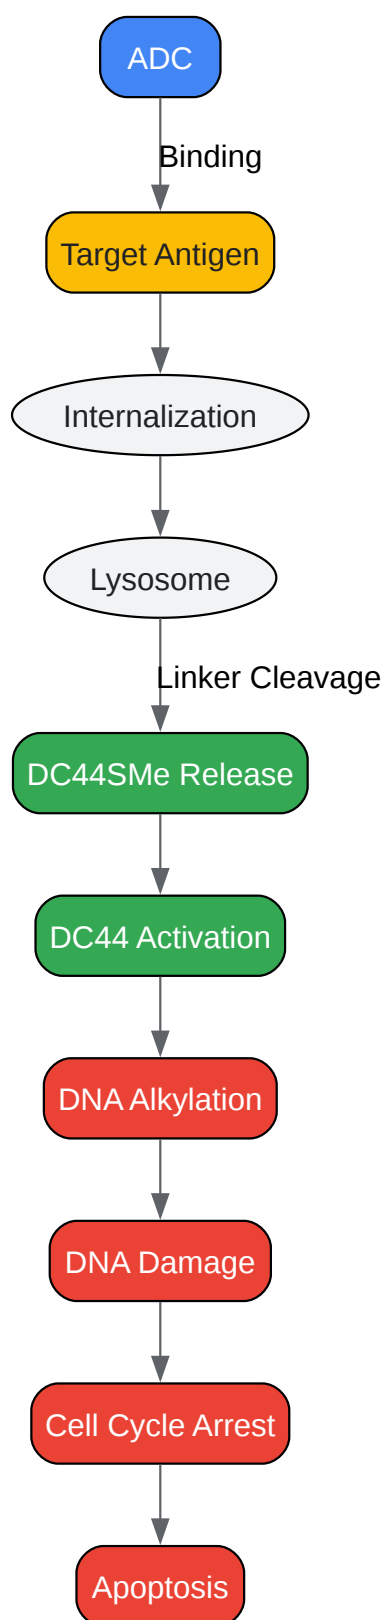 ADC
Binding
Target Antigen
Internalization
Lysosome
Linker Cleavage
DC44SMe Release
DC44 Activation
DNA Alkylation
DNA Damage
Cell Cycle Arrest
Apoptosis